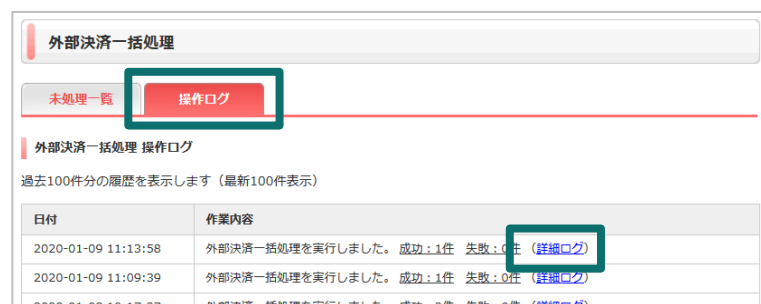 外部決済一括処理
未処理一覧 操作ログ
外部決済一括処理 操作ログ
過去100件分の履歴を表示します（最新100件表示）
日付 作業内容
2020-01-09 11:13:58 外部決済一括処理を実行しました。 成功：1件 失敗：0件 （詳細ログ）
2020-01-09 11:09:39 外部決済一括処理を実行しました。 成功：1件 失敗：0件 （詳細ログ）